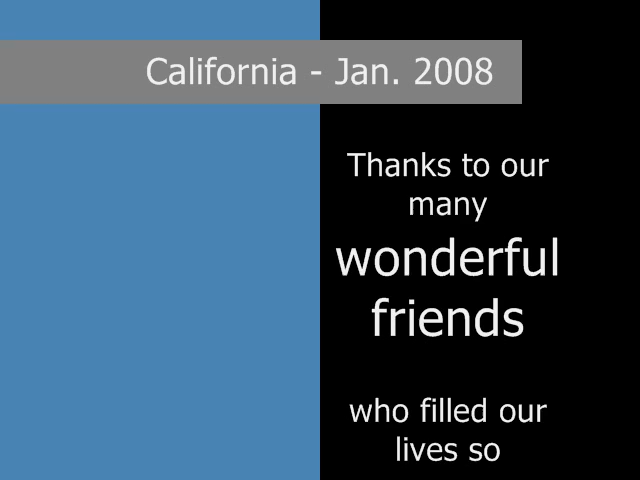 California - Jan. 2008
Thanks to our
many
wonderful
friends
who filled our
lives so